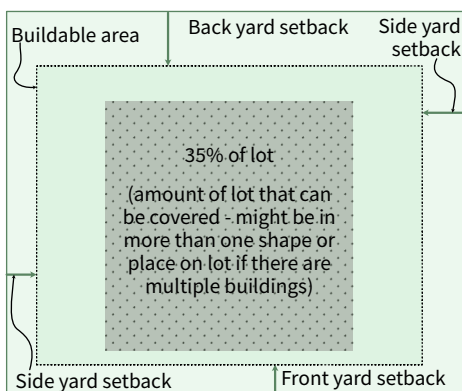 Back yard setback
Side yard
setback
Buildable area
35% of lot
(amount of lot that can
be covered - might be in
more than one shape or
place on lot if there are
multiple buildings)
Side yard setback
Front yard setback